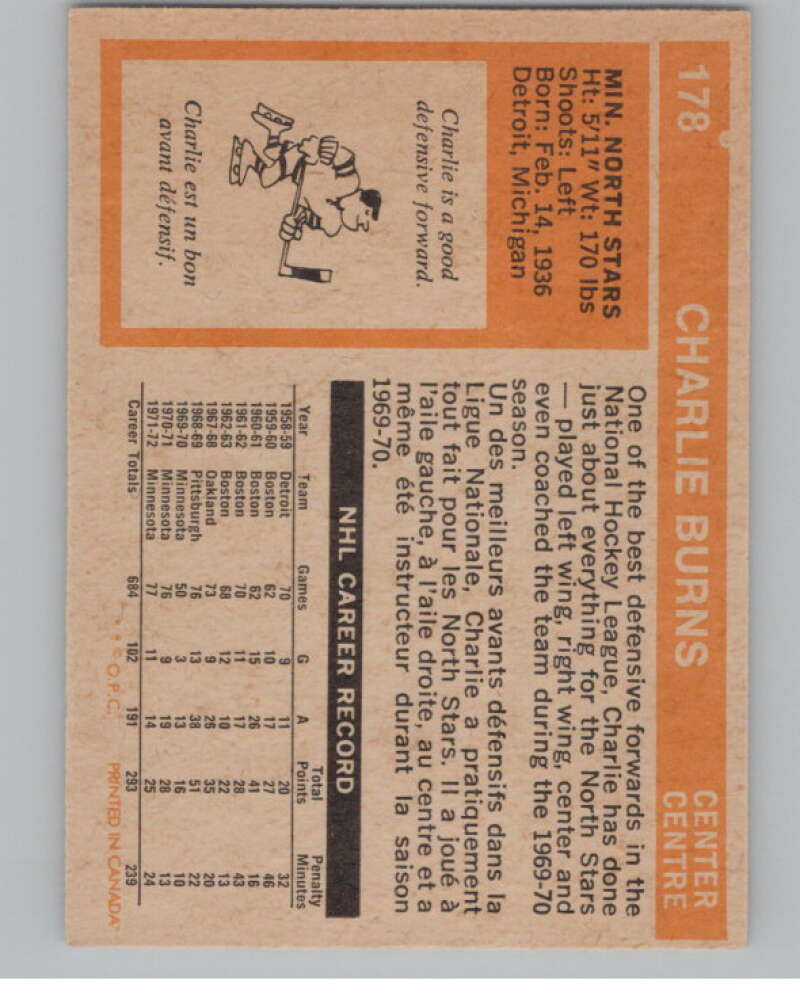 178 CHARLIE BURNS CENTER
CENTRE
MIN. NORTH STARS
Ht: 5'11" Wt: 170 lbs
Shoots: Left
Born: Feb. 14, 1936
Detroit, Michigan
Charlie is a good
defensive forward.
Charlie est un bon
avant défensif.
One of the best defensive forwards in the
National Hockey League, Charlie has done
just about everything for the North Stars
— played left wing, right wing, center and
even coached the team during the 1969-70
season.
Un des meilleurs avants défensifs dans la
Ligue Nationale, Charlie a pratiquement
tout fait pour les North Stars. Il a joué à
l'aile gauche, à l'aile droite, au centre et a
même été instructeur durant la saison
1969-70.
NHL CAREER RECORD
Year Team Games G A Total Points Penalty Minutes
1958-59 Detroit 70 9 11 20 32
1959-60 Boston 62 10 17 27 46
1960-61 Boston 62 15 26 41 16
1961-62 Boston 70 11 17 28 43
1962-63 Boston 68 12 10 22 13
1967-68 Oakland 73 9 26 35 20
1968-69 Pittsburgh 76 13 38 51 22
1969-70 Minnesota 50 3 13 16 10
1970-71 Minnesota 76 9 19 28 13
1971-72 Minnesota 77 11 14 25 24
Career Totals 684 102 191 293 239
* * © O.P.C. PRINTED IN CANADA